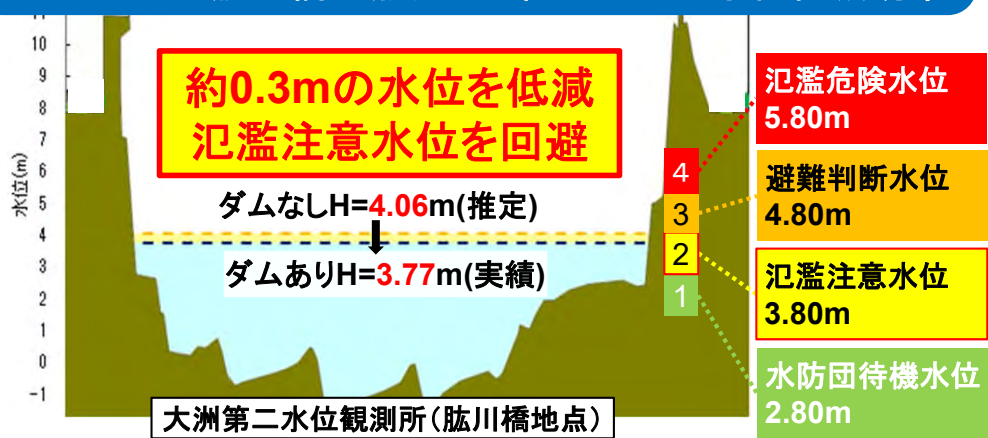 10
9
8
7
6
5
4
3
2
1
0
-1
水位(m)
約0.3mの水位を低減
氾濫注意水位を回避
ダムなしH=4.06m(推定)
ダムありH=3.77m(実績)
4
3
2
1
氾濫危険水位
5.80m
避難判断水位
4.80m
氾濫注意水位
3.80m
水防団待機水位
2.80m
大洲第二水位観測所(肱川橋地点)